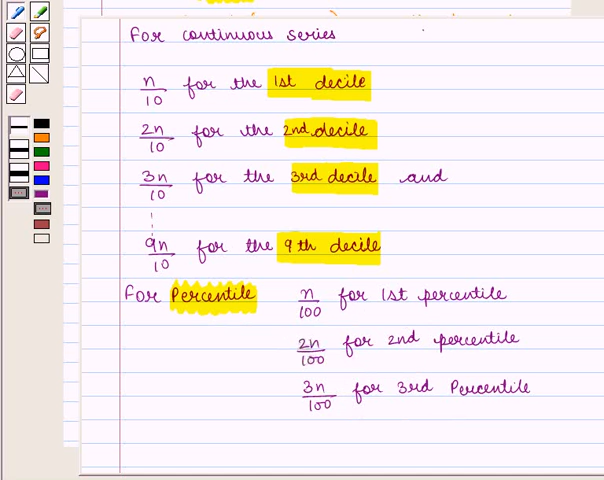 For continuous series
n/10 for the 1st decile
2n/10 for the 2nd decile
3n/10 for the 3rd decile and
9n/10 for the 9th decile
For Percentile n/100 for 1st percentile
2n/100 for 2nd percentile
3n/100 for 3rd Percentile